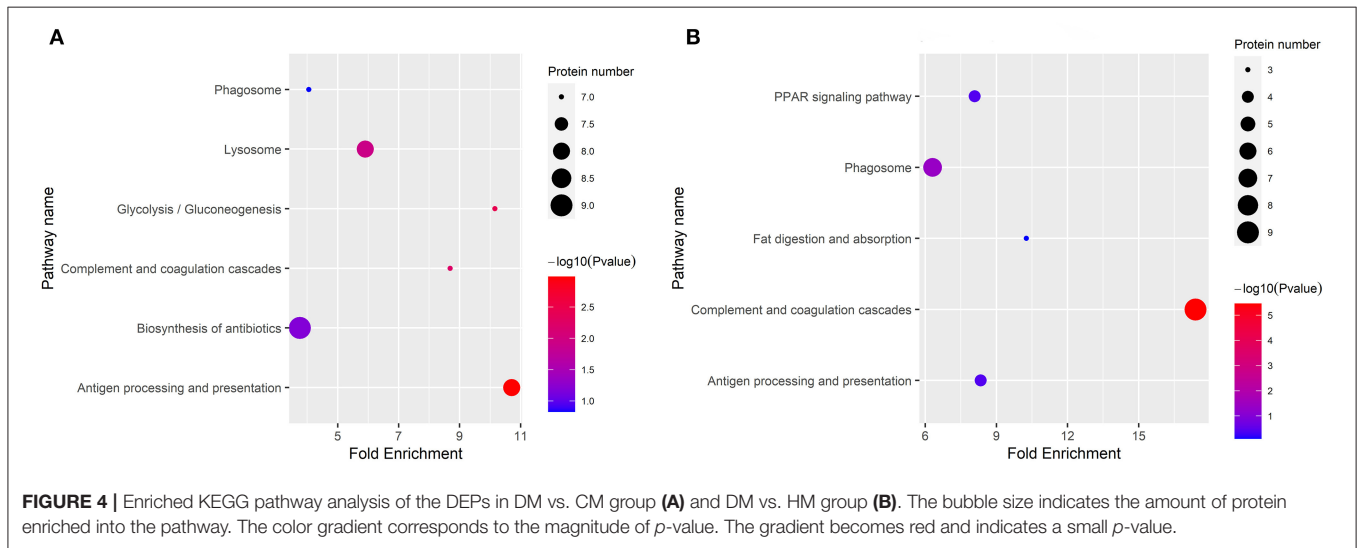 A
Pathway name
Phagosome
Lysosome
Glycolysis / Gluconeogenesis
Complement and coagulation cascades
Biosynthesis of antibiotics
Antigen processing and presentation
5 7 9 11
Fold Enrichment
Protein number
7.0
7.5
8.0
8.5
9.0
−log10(Pvalue)
2.5
2.0
1.5
1.0
B
Pathway name
PPAR signaling pathway
Phagosome
Fat digestion and absorption
Complement and coagulation cascades
Antigen processing and presentation
6 9 12 15
Fold Enrichment
Protein number
3
4
5
6
7
8
9
−log10(Pvalue)
5
4
3
2
1
FIGURE 4 | Enriched KEGG pathway analysis of the DEPs in DM vs. CM group (A) and DM vs. HM group (B). The bubble size indicates the amount of protein
enriched into the pathway. The color gradient corresponds to the magnitude of p-value. The gradient becomes red and indicates a small p-value.